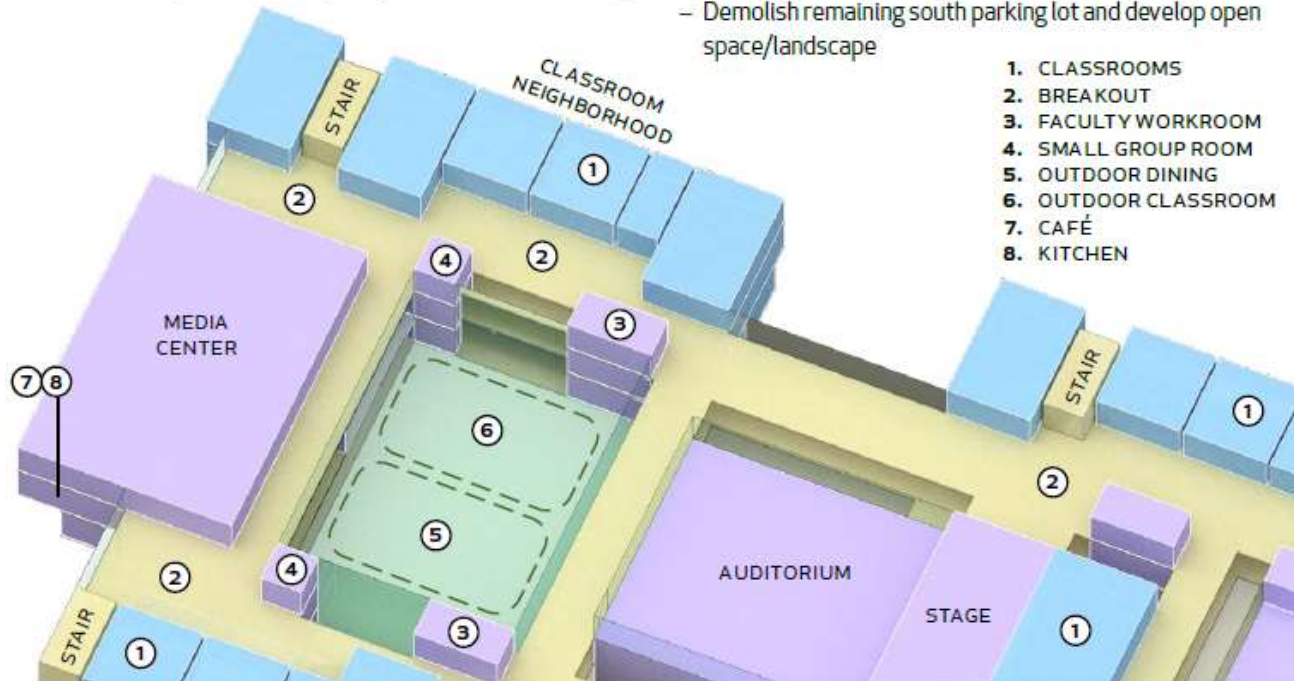 – Demolish remaining south parking lot and develop open
space/landscape
1. CLASSROOMS
2. BREAKOUT
3. FACULTY WORKROOM
4. SMALL GROUP ROOM
5. OUTDOOR DINING
6. OUTDOOR CLASSROOM
7. CAFÉ
8. KITCHEN
CLASSROOM
NEIGHBORHOOD
STAIR
1
2
2
4
3
MEDIA
CENTER
7 8
6
5
STAIR
1
2
2
4
3
AUDITORIUM
STAGE
1
STAIR
1